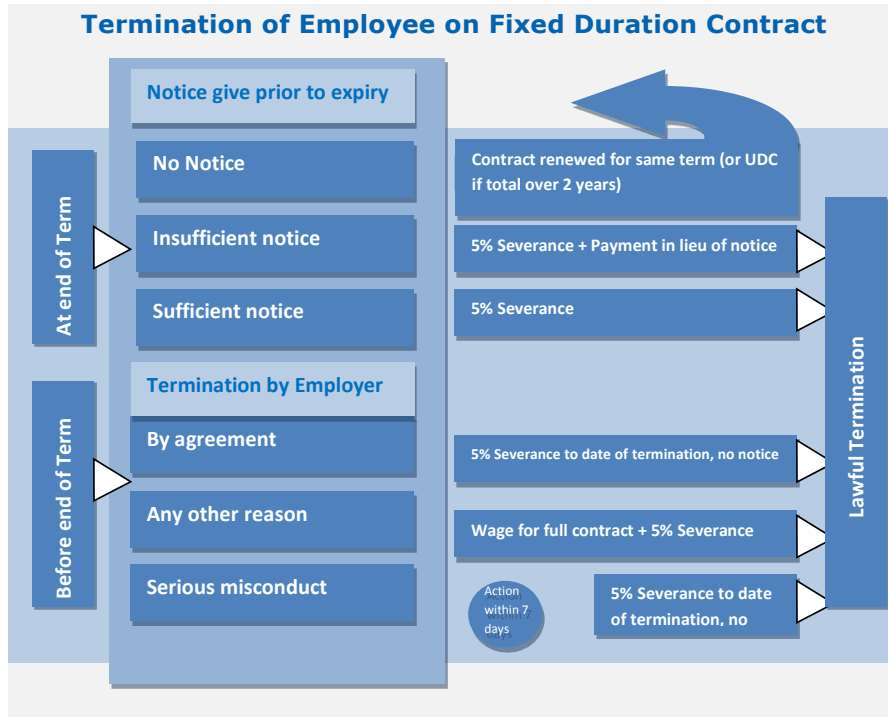 Termination of Employee on Fixed Duration Contract
Notice give prior to expiry
At end of Term
No Notice
Contract renewed for same term (or UDC
if total over 2 years)
Insufficient notice
5% Severance + Payment in lieu of notice
Sufficient notice
5% Severance
Before end of Term
Termination by Employer
By agreement
5% Severance to date of termination, no notice
Any other reason
Wage for full contract + 5% Severance
Serious misconduct
Action
within 7
days
5% Severance to date
of termination, no
Lawful Termination